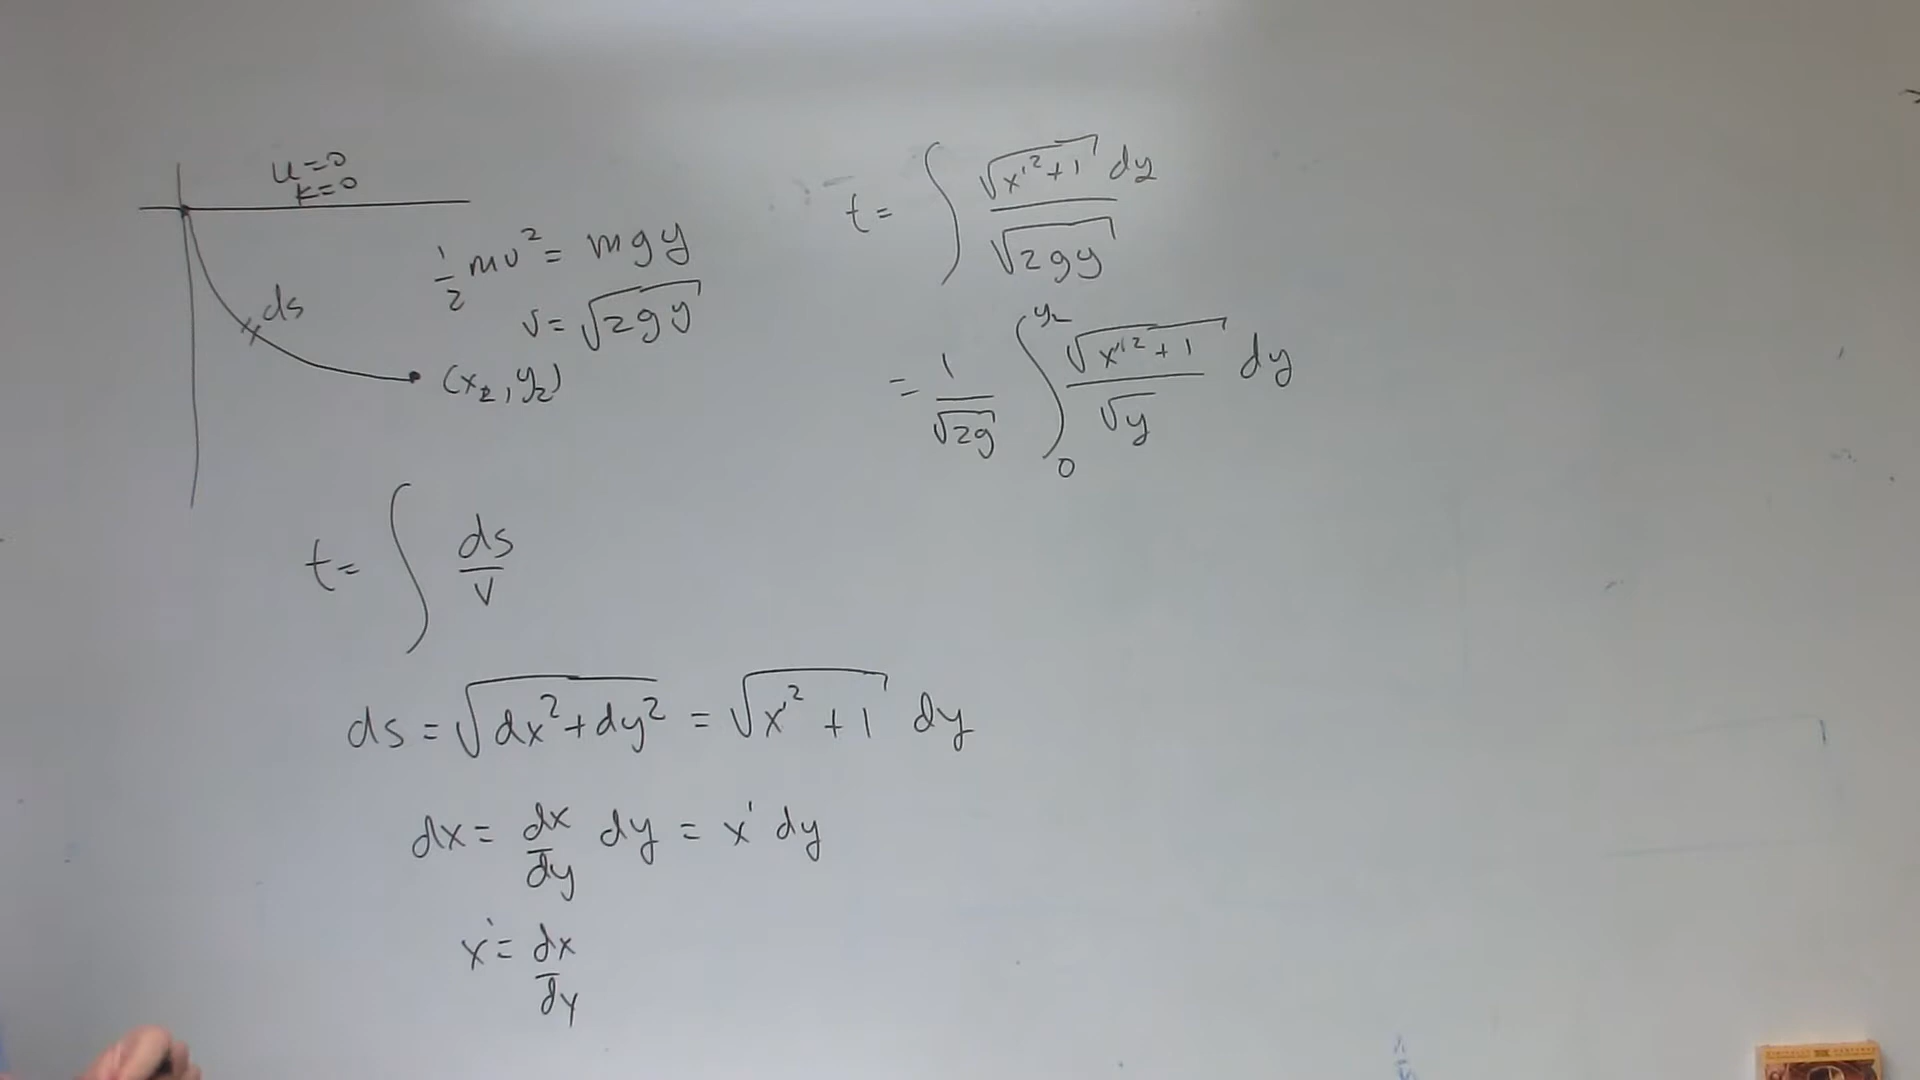 u=0
k=0
½ mv² = mgy
v = √(2gy)
ds
(x₂, y₂)
t = ∫ ds/v
ds = √(dx² + dy²) = √(x'² + 1) dy
dx = dx/dy dy = x' dy
x' = dx/dy
t = ∫ √(x'² + 1) dy / √(2gy)
= 1/√(2g) ∫₀^y₂ √(x'² + 1) / √y dy